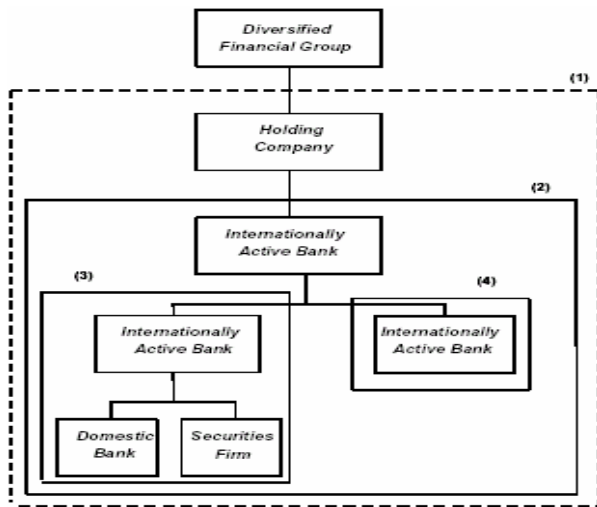 Diversified
Financial Group
(1)
Holding
Company
(2)
Internationally
Active Bank
(3)
(4)
Internationally
Active Bank
Internationally
Active Bank
Domestic
Bank
Securities
Firm